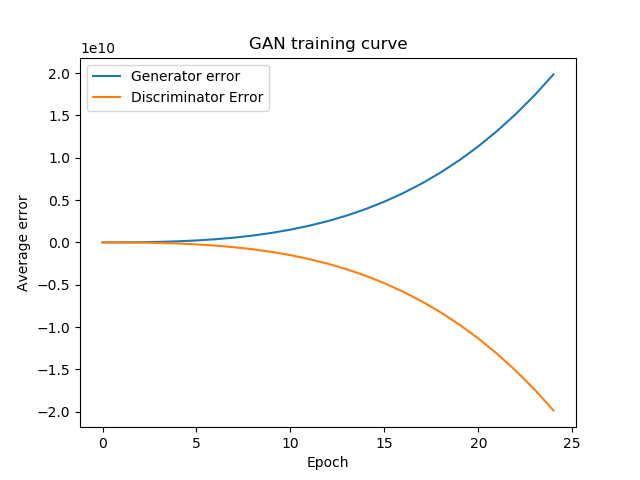 GAN training curve
1e10
Generator error
Discriminator Error
2.0
1.5
1.0
0.5
0.0
−0.5
−1.0
−1.5
−2.0
Average error
0 5 10 15 20 25
Epoch